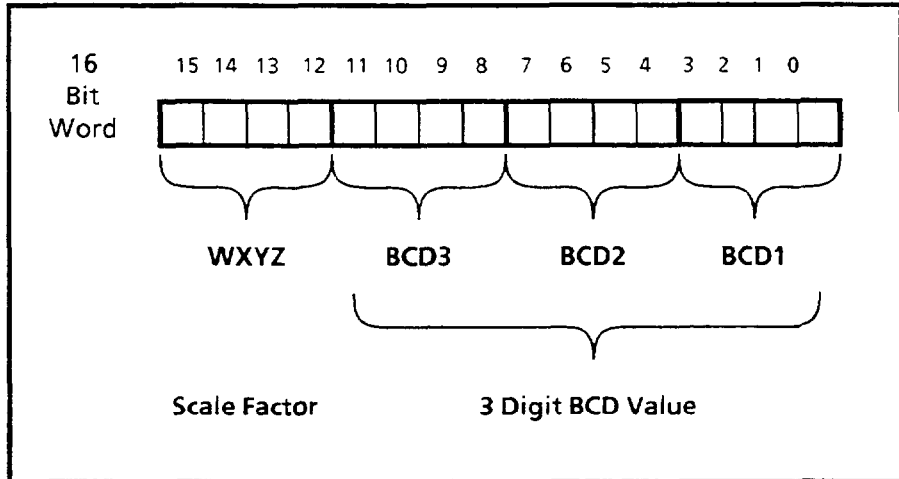 16
Bit
Word
15 14 13 12 11 10 9 8 7 6 5 4 3 2 1 0
WXYZ BCD3 BCD2 BCD1
Scale Factor 3 Digit BCD Value